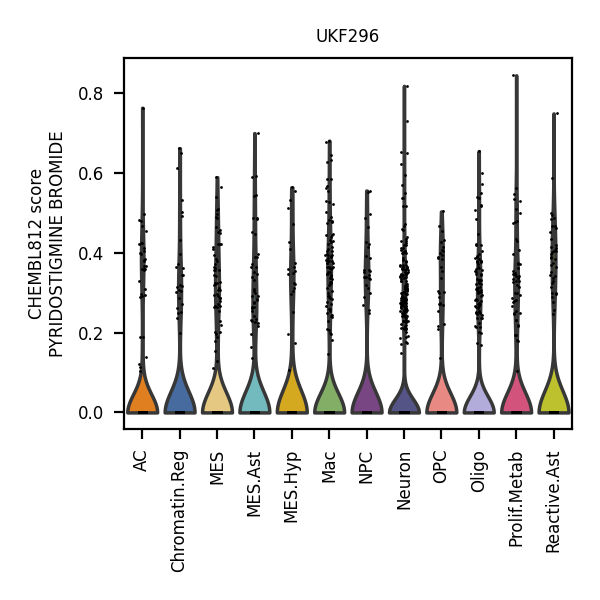 UKF296
CHEMBL812 score
PYRIDOSTIGMINE BROMIDE
0.8
0.6
0.4
0.2
0.0
AC
Chromatin.Reg
MES
MES.Ast
MES.Hyp
Mac
NPC
Neuron
OPC
Oligo
Prolif.Metab
Reactive.Ast